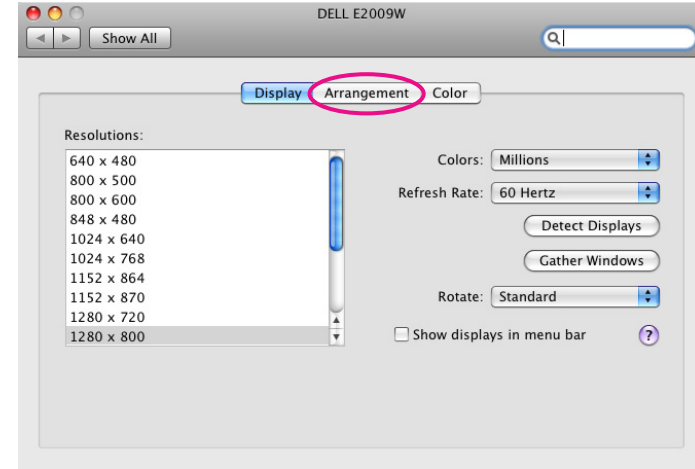 DELL E2009W
Show All
Display Arrangement Color
Resolutions:
640 x 480
800 x 500
800 x 600
848 x 480
1024 x 640
1024 x 768
1152 x 864
1152 x 870
1280 x 720
1280 x 800
Colors: Millions
Refresh Rate: 60 Hertz
Detect Displays
Gather Windows
Rotate: Standard
Show displays in menu bar ?